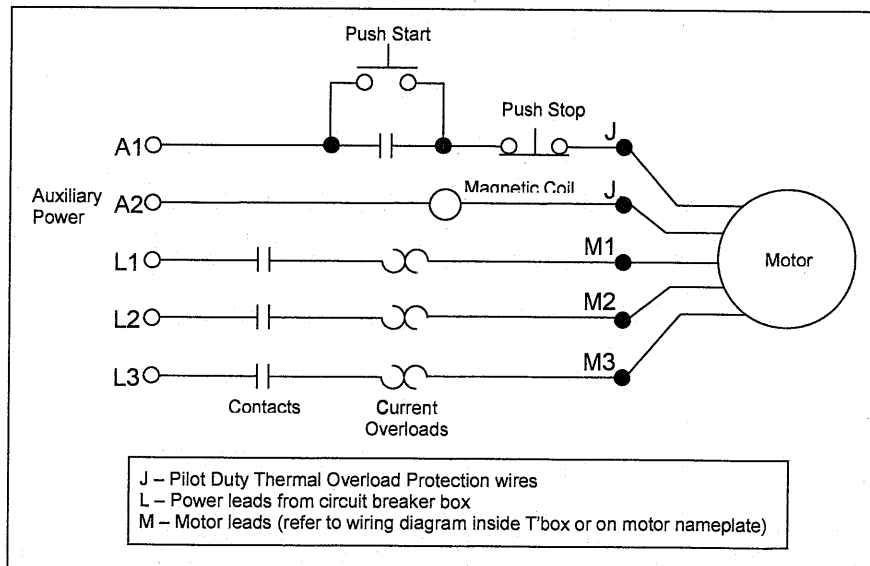 Push Start
Push Stop
A1
J
Auxiliary
Power
A2
Magnetic Coil
J
L1
M1
Motor
L2
M2
L3
M3
Contacts
Current
Overloads
J – Pilot Duty Thermal Overload Protection wires
L – Power leads from circuit breaker box
M – Motor leads (refer to wiring diagram inside T'box or on motor nameplate)